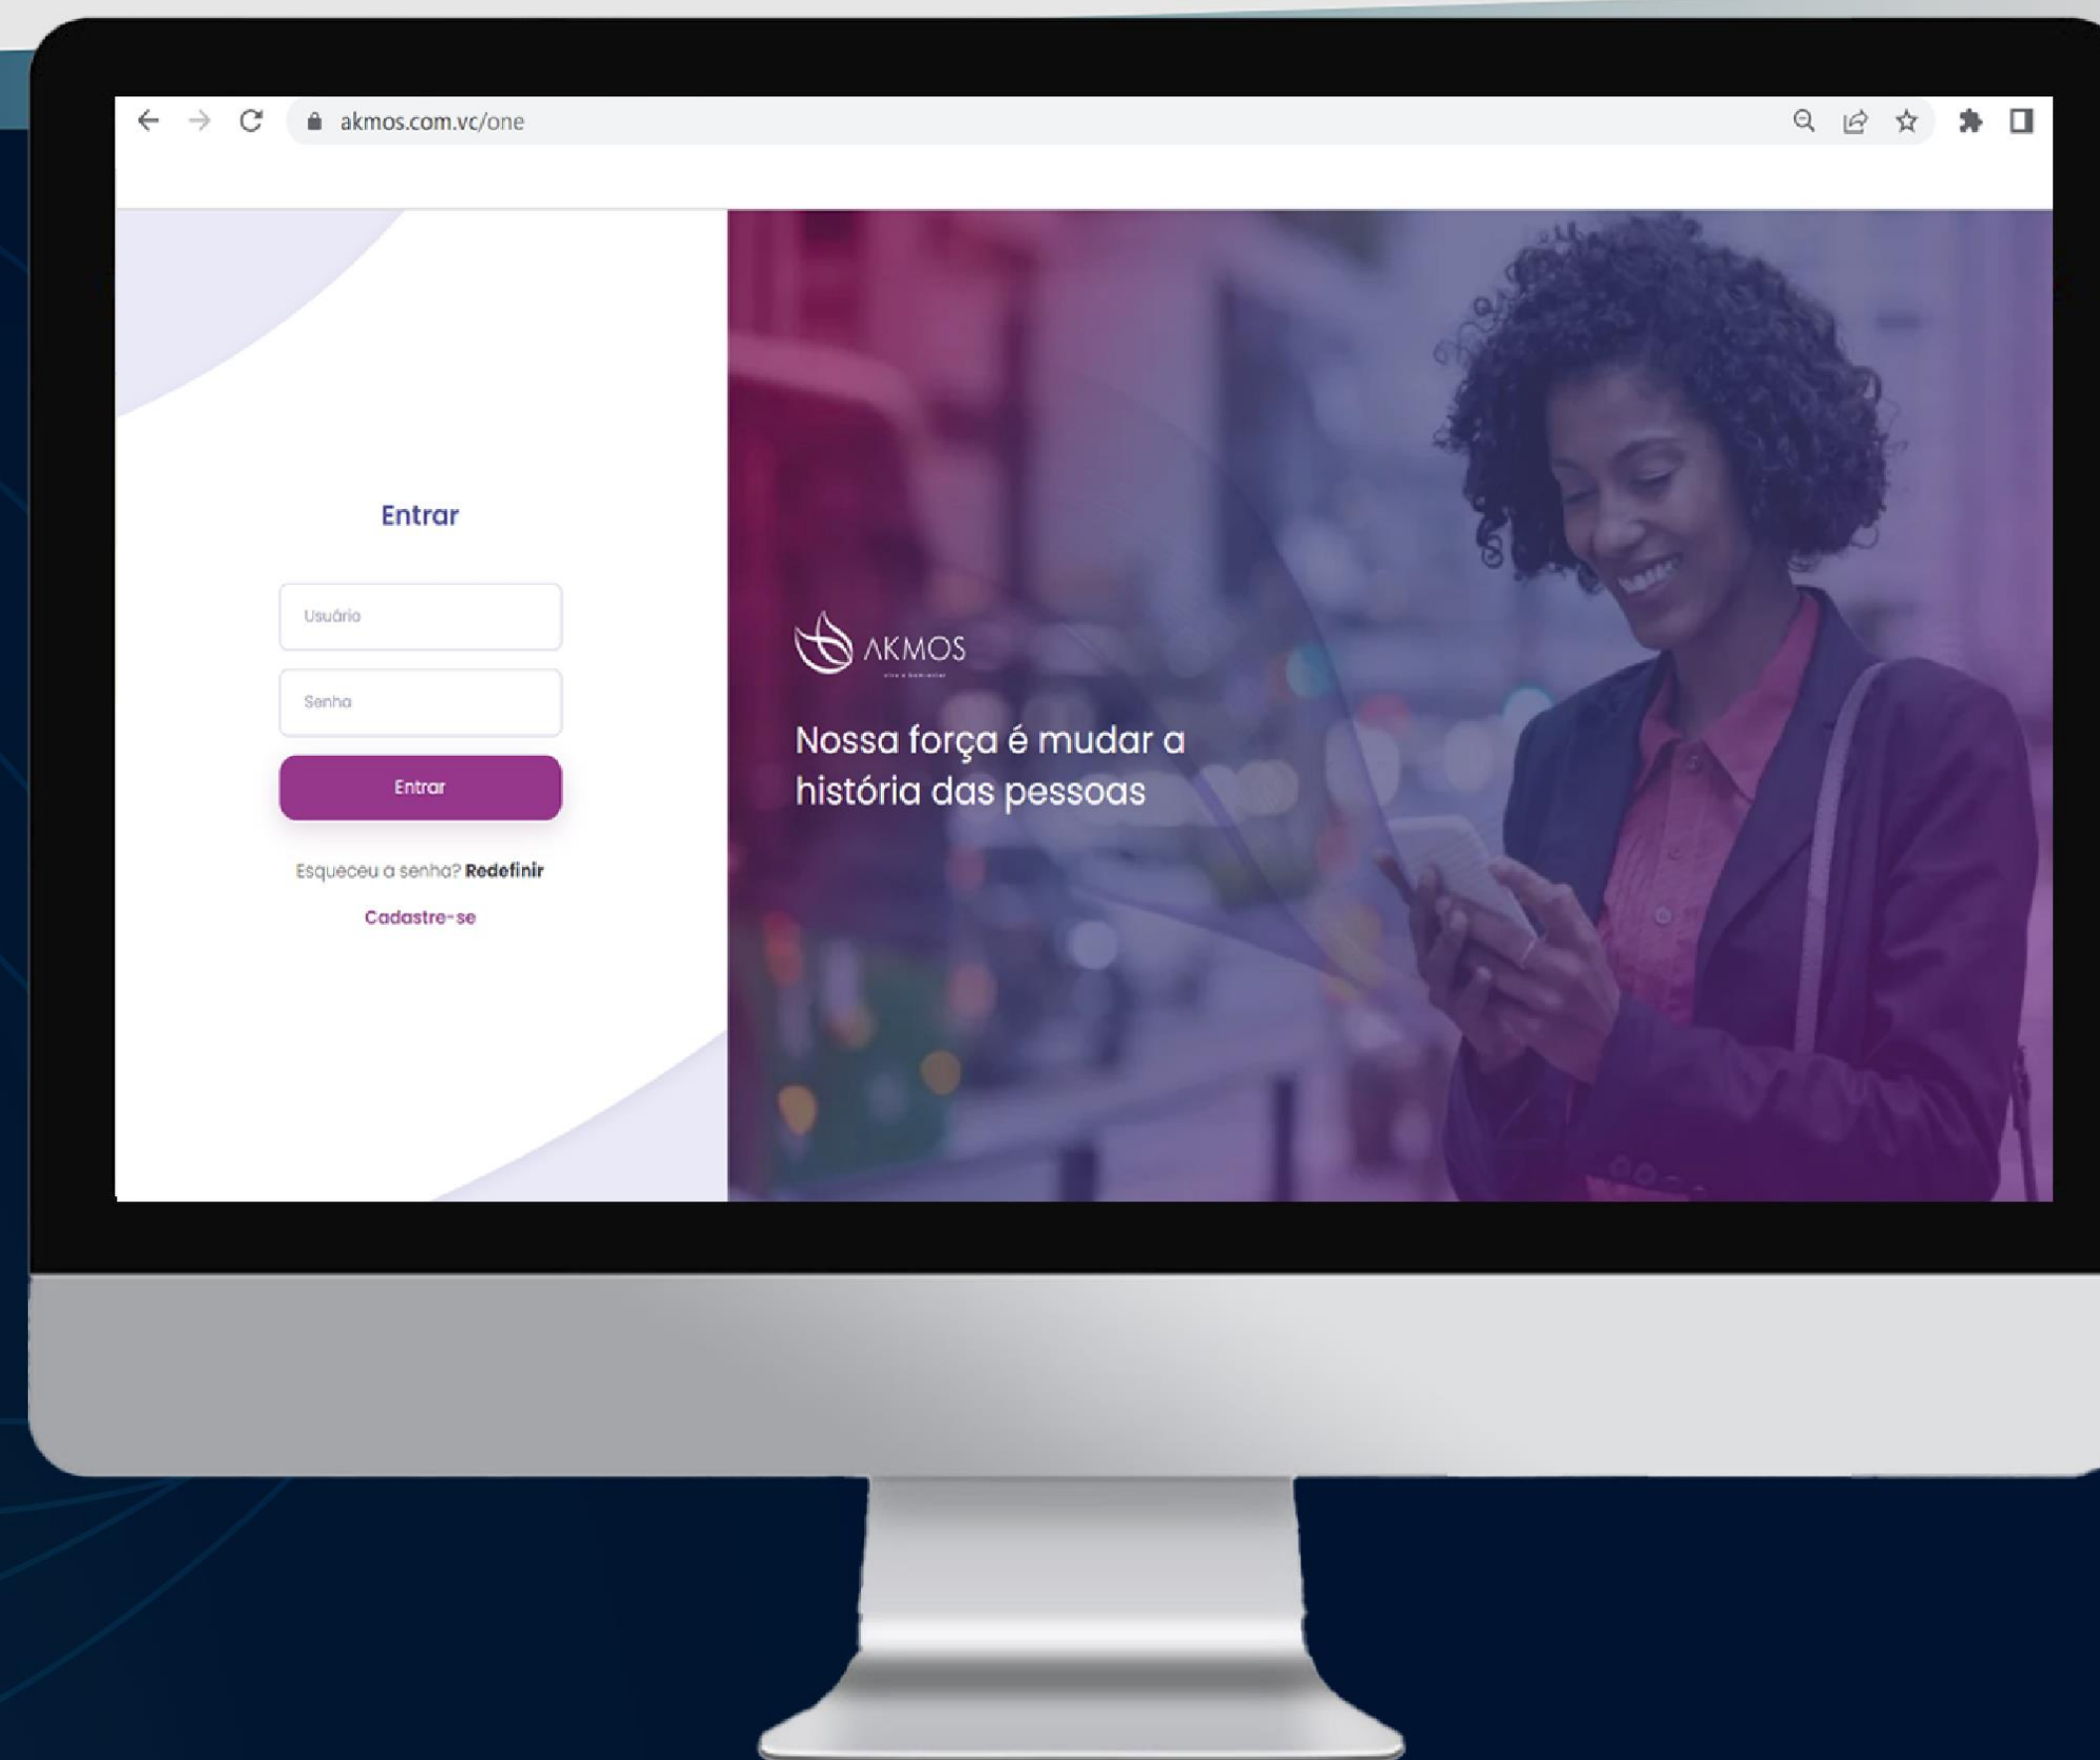 akmos.com.vc/one
Entrar
Usuário
Senha
Entrar
Esqueceu a senha? Redefinir
Cadastre-se
AKMOS
Nossa força é mudar a
história das pessoas